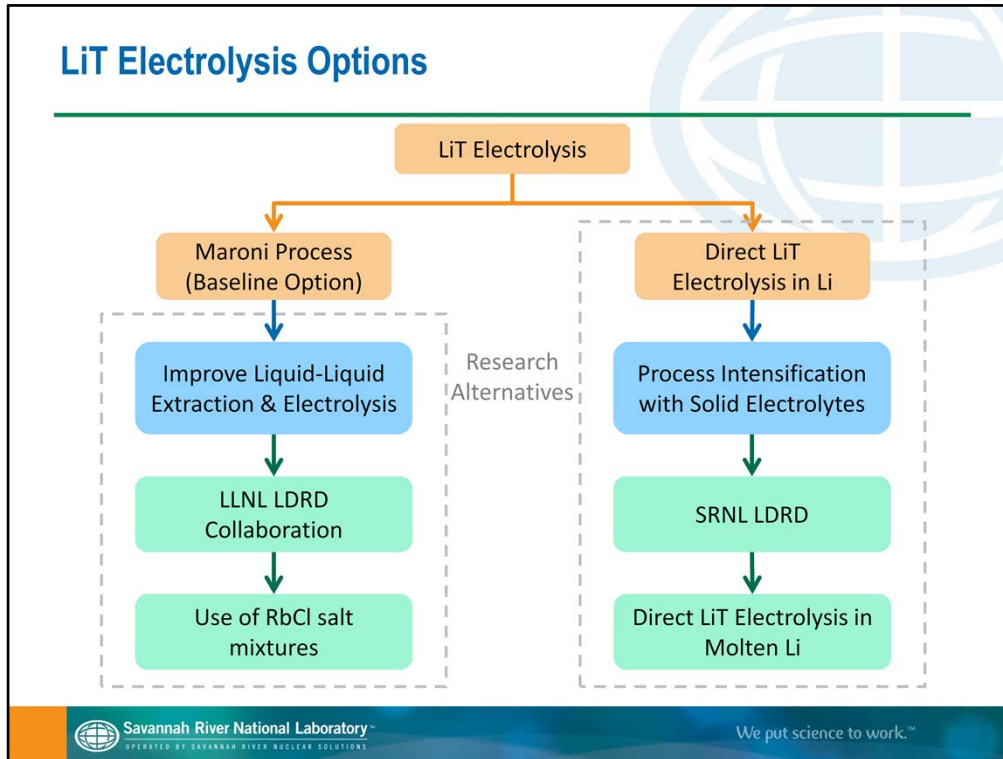 LiT Electrolysis Options
LiT Electrolysis
Maroni Process
(Baseline Option)
Direct LiT
Electrolysis in Li
Improve Liquid-Liquid
Extraction & Electrolysis
Research
Alternatives
Process Intensification
with Solid Electrolytes
LLNL LDRD
Collaboration
SRNL LDRD
Use of RbCl salt
mixtures
Direct LiT Electrolysis in
Molten Li
Savannah River National Laboratory™
OPERATED BY SAVANNAH RIVER NUCLEAR SOLUTIONS
We put science to work.™